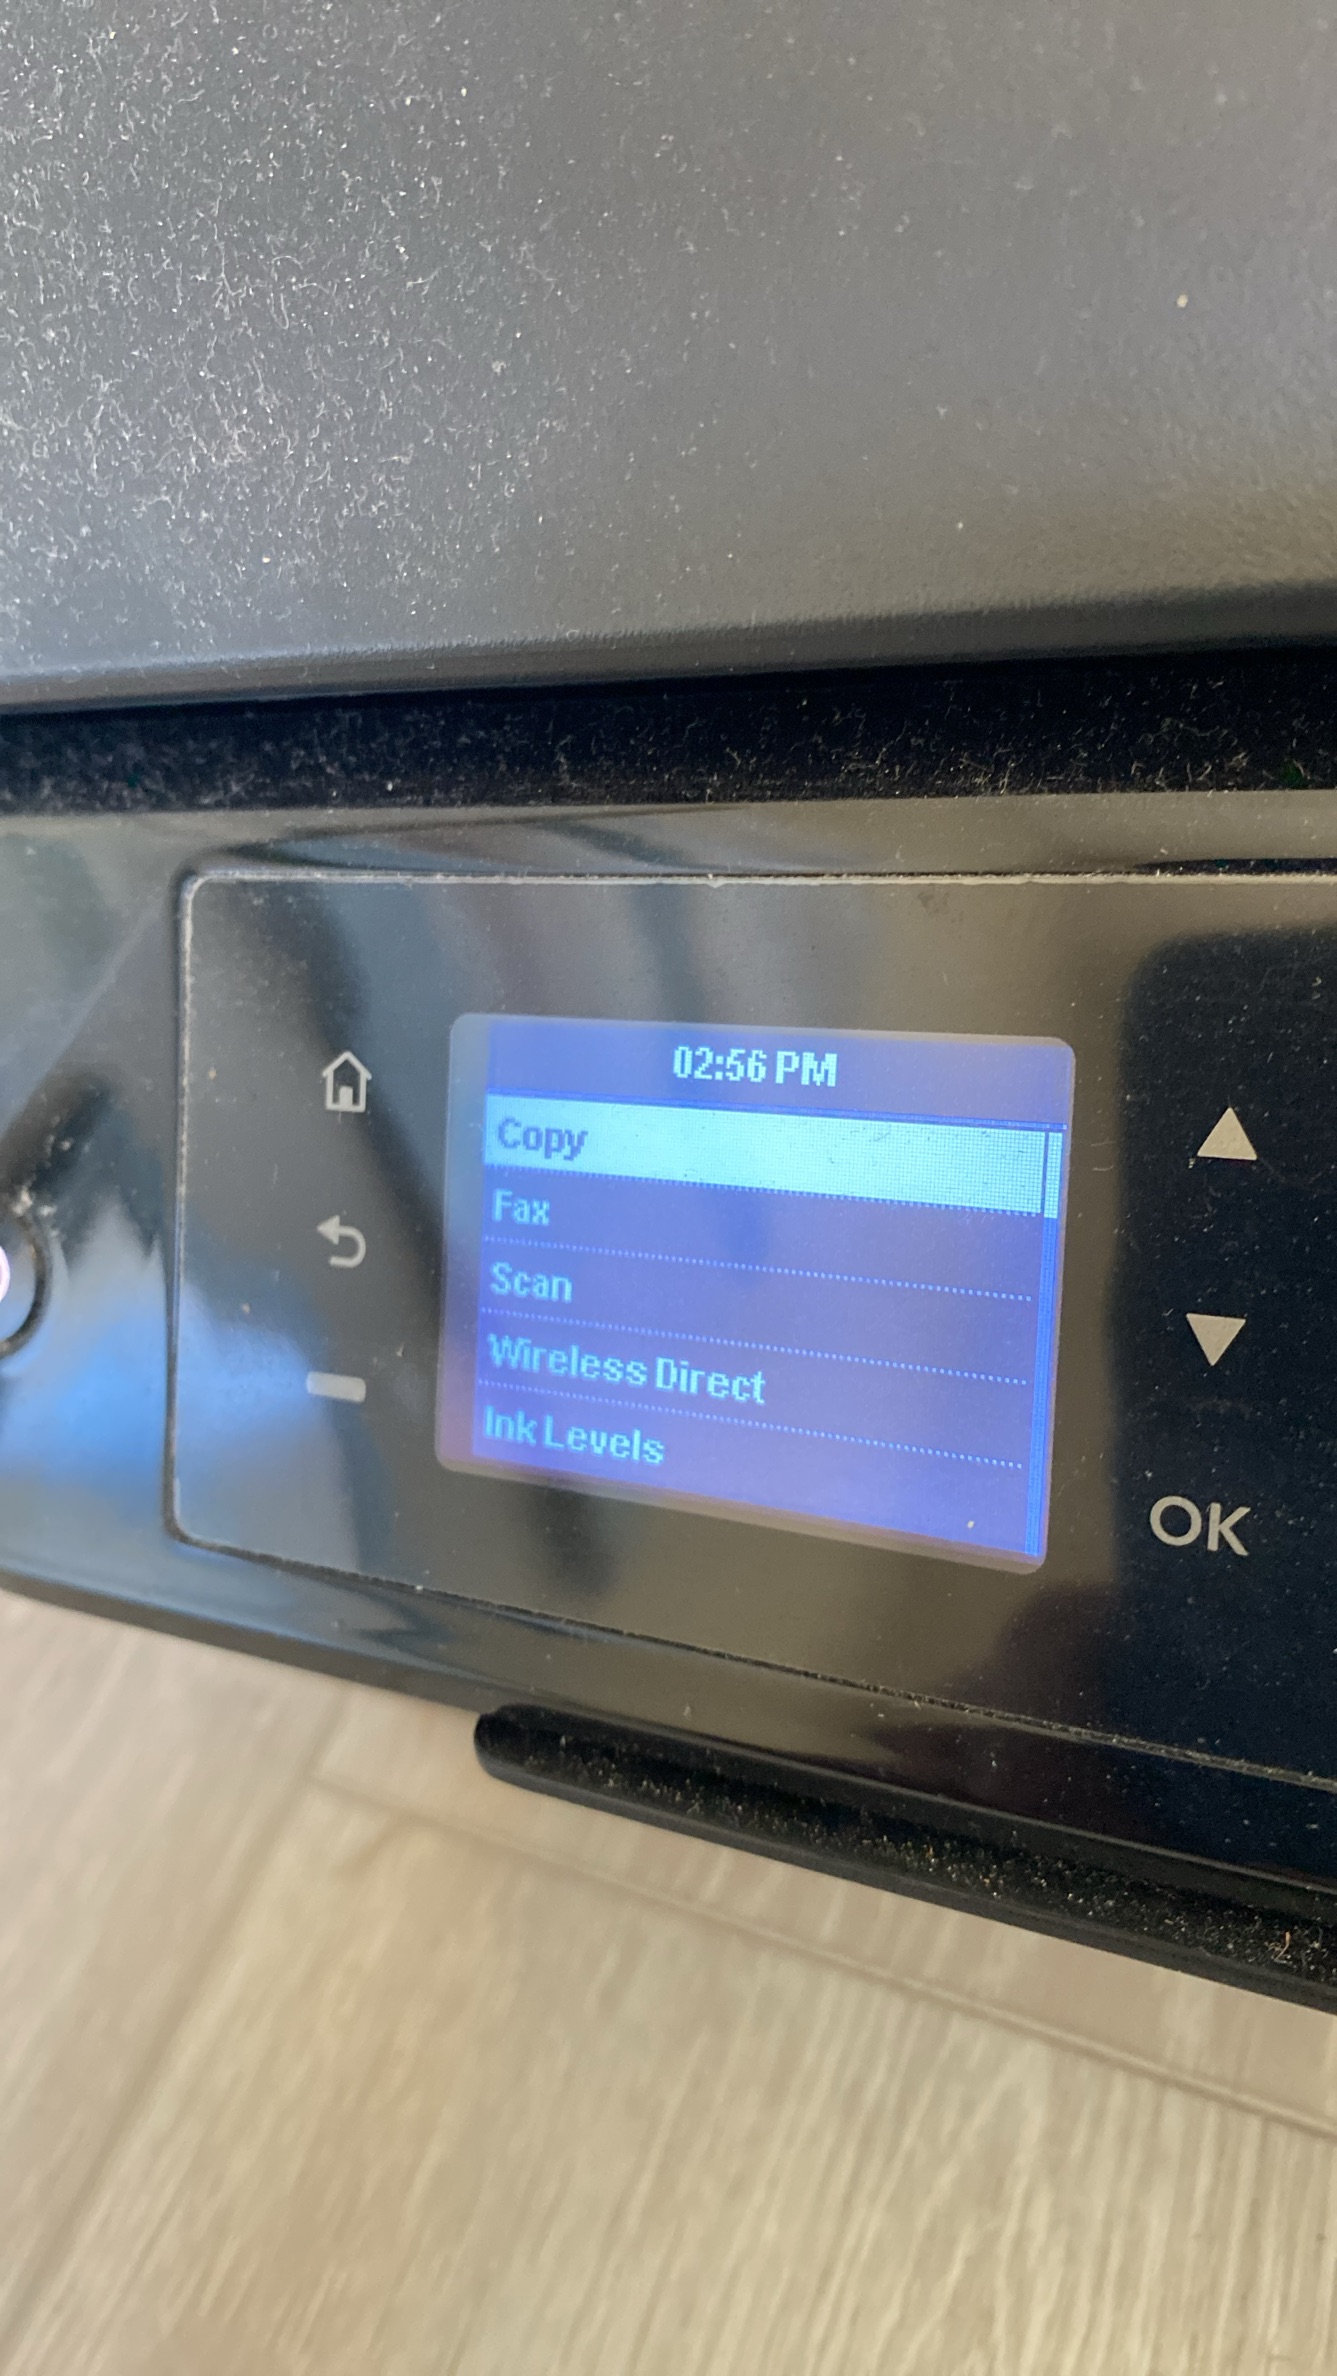 02:56 PM
Copy
Fax
Scan
Wireless Direct
Ink Levels
OK